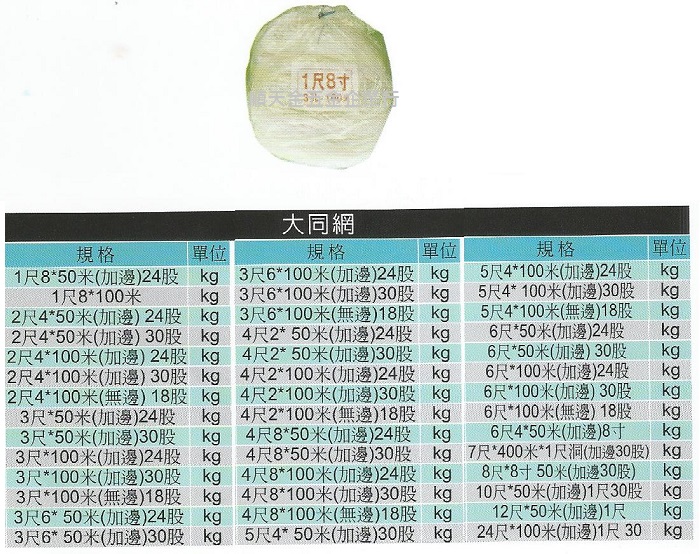 1尺8寸
順天金五金企業行
大同網
規格 單位 規格 單位 規格 單位
1尺8*50米(加邊)24股 kg 3尺6*100米(加邊)24股 kg 5尺4*100米(加邊)24股 kg
1尺8*100米 kg 3尺6*100米(加邊)30股 kg 5尺4* 100米(加邊)30股 kg
2尺4*50米(加邊) 24股 kg 3尺6*100米(無邊)18股 kg 5尺4*100米(無邊)18股 kg
2尺4*50米(加邊) 30股 kg 4尺2* 50米(加邊)24股 kg 6尺*50米(加邊)24股 kg
2尺4*100米(加邊) 24股 kg 4尺2* 50米(加邊)30股 kg 6尺*50米(加邊) 30股 kg
2尺4*100米(加邊) 30股 kg 4尺2*100米(加邊)24股 kg 6尺*100米(加邊)24股 kg
2尺4*100米(無邊) 18股 kg 4尺2*100米(加邊)30股 kg 6尺*100米(加邊) 30股 kg
3尺*50米(加邊)24股 kg 4尺2*100米(無邊)18股 kg 6尺*100米(無邊) 18股 kg
3尺*50米(加邊)30股 kg 4尺8*50米(加邊)24股 kg 6尺4*50米(加邊)8寸 kg
3尺*100米(加邊)24股 kg 4尺8*50米(加邊)30股 kg 7尺*400米*1尺洞(加邊30股) kg
3尺*100米(加邊)30股 kg 4尺8*100米(加邊)24股 kg 8尺*8寸 50米(加邊30股) kg
3尺*100米(無邊)18股 kg 4尺8*100米(加邊)30股 kg 10尺*50米(加邊)1尺30股 kg
3尺6* 50米(加邊)24股 kg 4尺8*100米(無邊)18股 kg 12尺*50米(加邊)1尺 kg
3尺6* 50米(加邊)30股 kg 5尺4* 50米(加邊)30股 kg 24尺*100米(加邊)1尺 30 kg